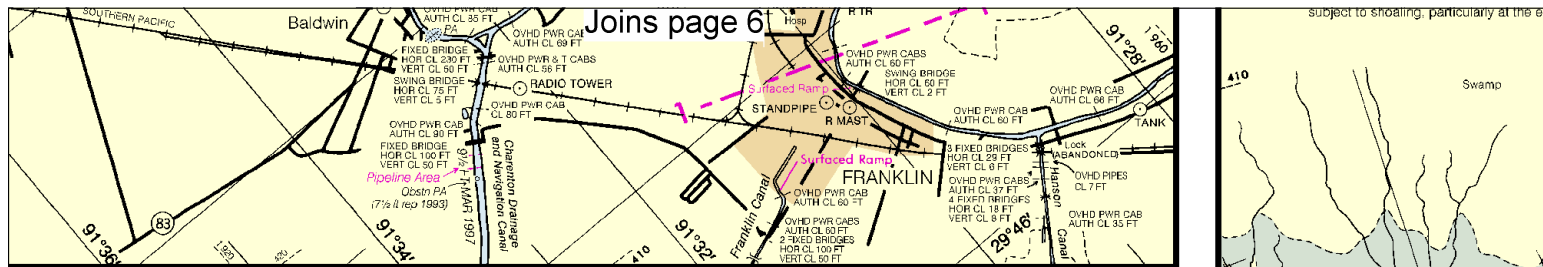 SOUTHERN PACIFIC
Baldwin
OVHD PWR CAB
AUTH CL 85 FT
PA
OVHD PWR CAB
AUTH CL 69 FT
Joins page 6
Hosp
R TR
FIXED BRIDGE
HOR CL 230 FT
VERT CL 50 FT
OVHD PWR & T CABS
AUTH CL 56 FT
SWING BRIDGE
HOR CL 75 FT
VERT CL 5 FT
RADIO TOWER
OVHD PWR CAB
CL 80 FT
OVHD PWR CAB
AUTH CL 90 FT
FIXED BRIDGE
HOR CL 100 FT
VERT CL 50 FT
Pipeline Area
Obstn PA
(7½ ft rep 1993)
9½ FT MAR 1997
Charenton Drainage
and Navigation Canal
83
91°36'
1920
420
91°34'
410
91°32'
OVHD PWR CABS
AUTH CL 60 FT
SWING BRIDGE
HOR CL 60 FT
VERT CL 2 FT
Surfaced Ramp
STANDPIPE
R MAST
Surfaced Ramp
FRANKLIN
Franklin Canal
OVHD PWR CAB
AUTH CL 60 FT
OVHD PWR CABS
AUTH CL 60 FT
2 FIXED BRIDGES
HOR CL 100 FT
VERT CL 50 FT
91°28'
1960
OVHD PWR CAB
AUTH CL 66 FT
OVHD PWR CAB
AUTH CL 60 FT
TANK
3 FIXED BRIDGES
HOR CL 29 FT
VERT CL 6 FT
Lock
(ABANDONED)
OVHD PWR CABS
AUTH CL 37 FT
4 FIXED BRIDGES
HOR CL 18 FT
VERT CL 8 FT
OVHD PIPES
CL 7 FT
OVHD PWR CAB
AUTH CL 35 FT
Hanson
Canal
29°46'
subject to shoaling, particularly at the e
410
Swamp